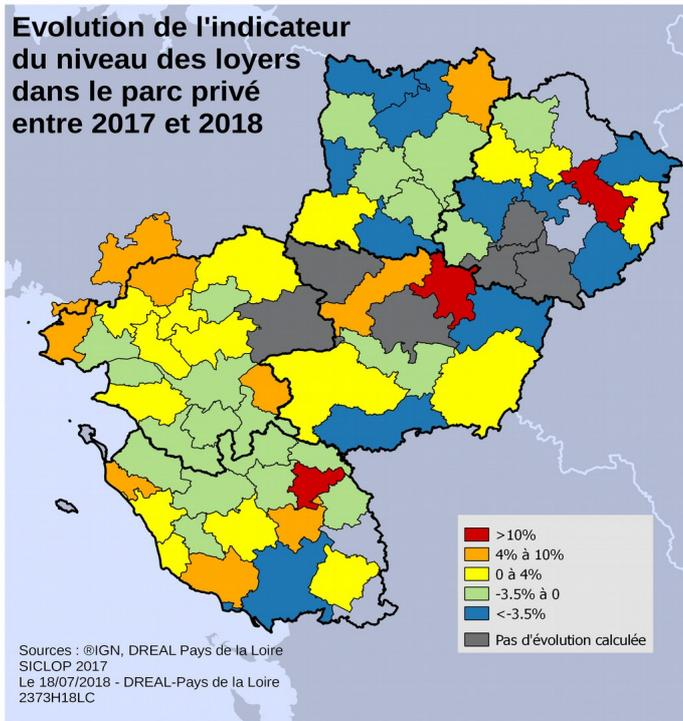 Evolution de l'indicateur
du niveau des loyers
dans le parc privé
entre 2017 et 2018
>10%
4% à 10%
0 à 4%
-3.5% à 0
<-3.5%
Pas d'évolution calculée
Sources : ®IGN, DREAL Pays de la Loire
SICLOP 2017
Le 18/07/2018 - DREAL-Pays de la Loire
2373H18LC